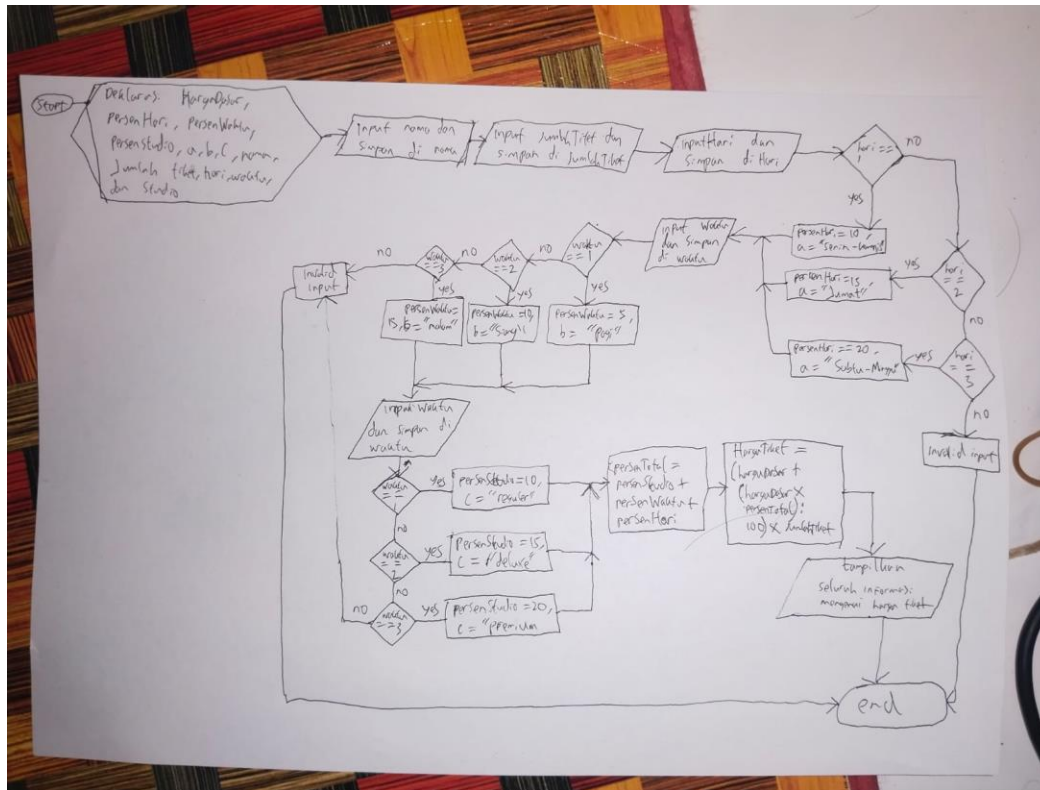 Start
Deklarasi HargaDasar,
persenHari, persenWaktu,
persenStudio, a, b, c, nama,
Jumlah tiket, hari, waktu,
dan Studio
Input nama dan
simpan di nama
Input JumlahTiket dan
simpan di JumlahTiket
Input Hari dan
simpan di Hari
hari ==
1
no
yes
persenHari = 10,
a = "Senin-kamis"
hari
==
2
yes
persenHari = 15
a = "Jumat"
no
hari
==
3
yes
persenHari == 20,
a = "Sabtu-Minggu"
no
invalid input
input waktu
dan simpan
di waktu
waktu
== 1
no
yes
persenWaktu = 5,
b = "Pagi"
waktu
== 2
no
yes
persenWaktu = 10,
b = "Siang"
waktu
== 3
no
yes
persenWaktu =
15, b = "malam"
Invalid
input
input waktu
dan simpan di
waktu
waktu
==
yes
persenStudio = 10,
c = "reguler"
no
waktu
==
2
yes
PersenStudio = 15,
c = "deluxe"
no
waktu
== 3
no
yes
persenStudio = 20,
c = "premium
persenTotal =
persenStudio +
persenWaktu +
persenHari
HargaTiket =
(hargaDasar +
(hargaDasar x
persenTotal) :
100) x JumlahTiket
tampilkan
seluruh informasi
mengenai harga tiket
end